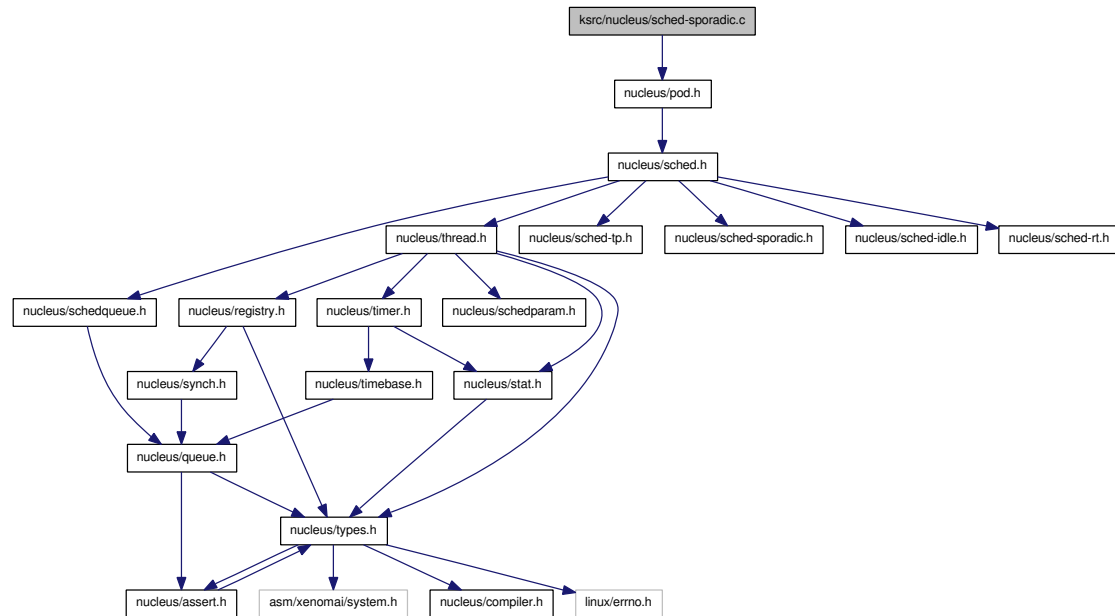 ksrc/nucleus/sched-sporadic.c
nucleus/pod.h
nucleus/sched.h
nucleus/thread.h
nucleus/sched-tp.h
nucleus/sched-sporadic.h
nucleus/sched-idle.h
nucleus/sched-rt.h
nucleus/schedqueue.h
nucleus/registry.h
nucleus/timer.h
nucleus/schedparam.h
nucleus/synch.h
nucleus/timebase.h
nucleus/stat.h
nucleus/queue.h
nucleus/types.h
nucleus/assert.h
asm/xenomai/system.h
nucleus/compiler.h
linux/errno.h